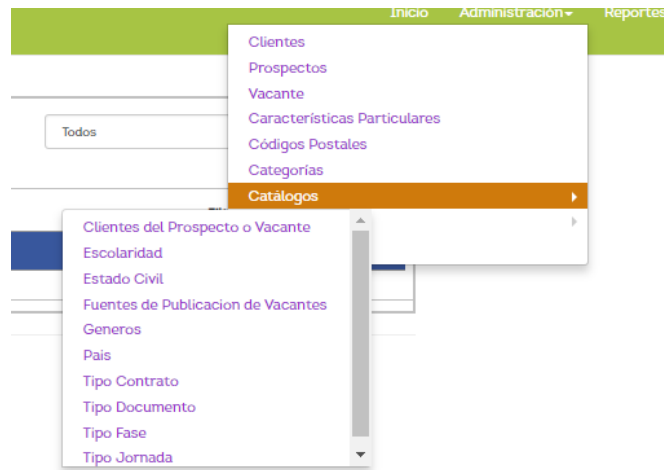 Inicio Administración Reportes
Clientes
Prospectos
Vacante
Características Particulares
Códigos Postales
Categorías
Catálogos
Todos
Clientes del Prospecto o Vacante
Escolaridad
Estado Civil
Fuentes de Publicacion de Vacantes
Generos
Pais
Tipo Contrato
Tipo Documento
Tipo Fase
Tipo Jornada